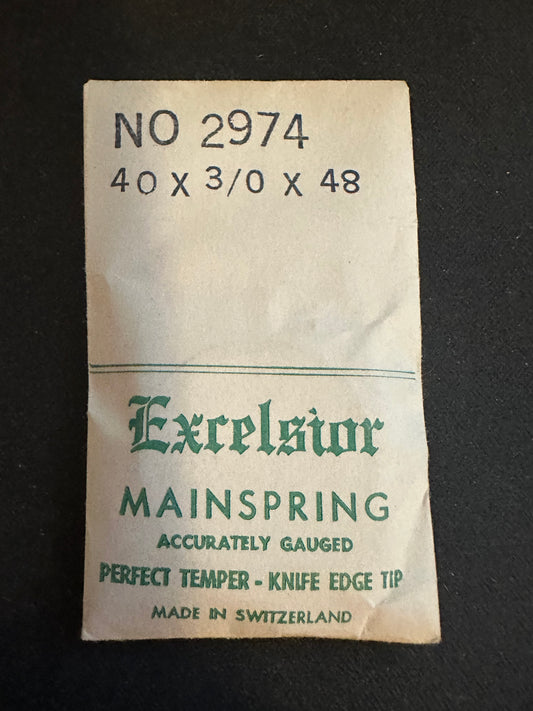 NO 2974
40 X 3/0 X 48
Excelsior
MAINSPRING
ACCURATELY GAUGED
PERFECT TEMPER - KNIFE EDGE TIP
MADE IN SWITZERLAND